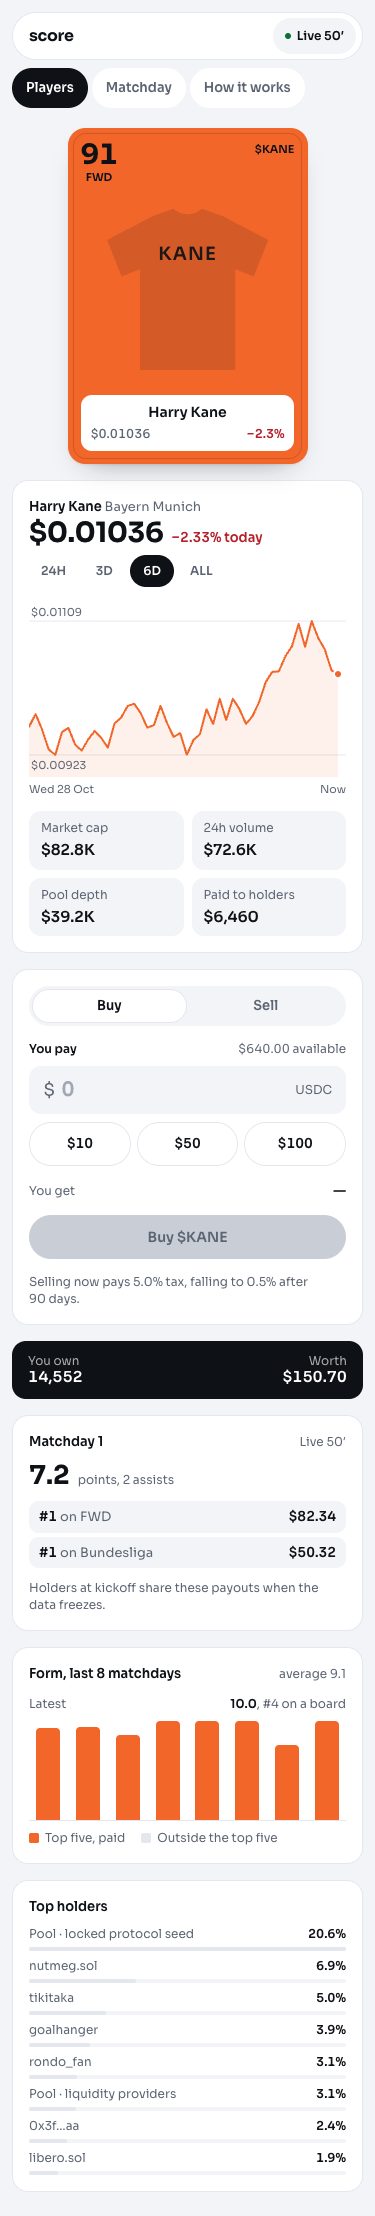 score
Live 50′
Players
Matchday
How it works
91
FWD
$KANE
KANE
Harry Kane
$0.01036
−2.3%
Harry Kane Bayern Munich
$0.01036 −2.33% today
24H
3D
6D
ALL
$0.01109
$0.00923
Wed 28 Oct
Now
Market cap
$82.8K
24h volume
$72.6K
Pool depth
$39.2K
Paid to holders
$6,460
Buy
Sell
You pay
$640.00 available
$ 0
USDC
$10
$50
$100
You get
—
Buy $KANE
Selling now pays 5.0% tax, falling to 0.5% after
90 days.
You own
14,552
Worth
$150.70
Matchday 1
Live 50′
7.2 points, 2 assists
#1 on FWD
$82.34
#1 on Bundesliga
$50.32
Holders at kickoff share these payouts when the
data freezes.
Form, last 8 matchdays
average 9.1
Latest
10.0, #4 on a board
Top five, paid
Outside the top five
Top holders
Pool · locked protocol seed
20.6%
nutmeg.sol
6.9%
tikitaka
5.0%
goalhanger
3.9%
rondo_fan
3.1%
Pool · liquidity providers
3.1%
0x3f…aa
2.4%
libero.sol
1.9%